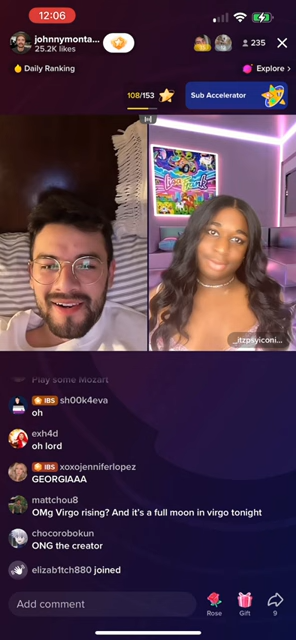 12:06
johnnymonta...
25.2K likes
235
Daily Ranking
Explore >
108/153
Sub Accelerator
_itzpsyiconi...
Play some Mozart
IBS sh00k4eva
oh
exh4d
oh lord
IBS xoxojenniferlopez
GEORGIAAA
mattchou8
OMg Virgo rising? And it's a full moon in virgo tonight
chocorobokun
ONG the creator
elizab1tch880 joined
Add comment
Rose
Gift
9